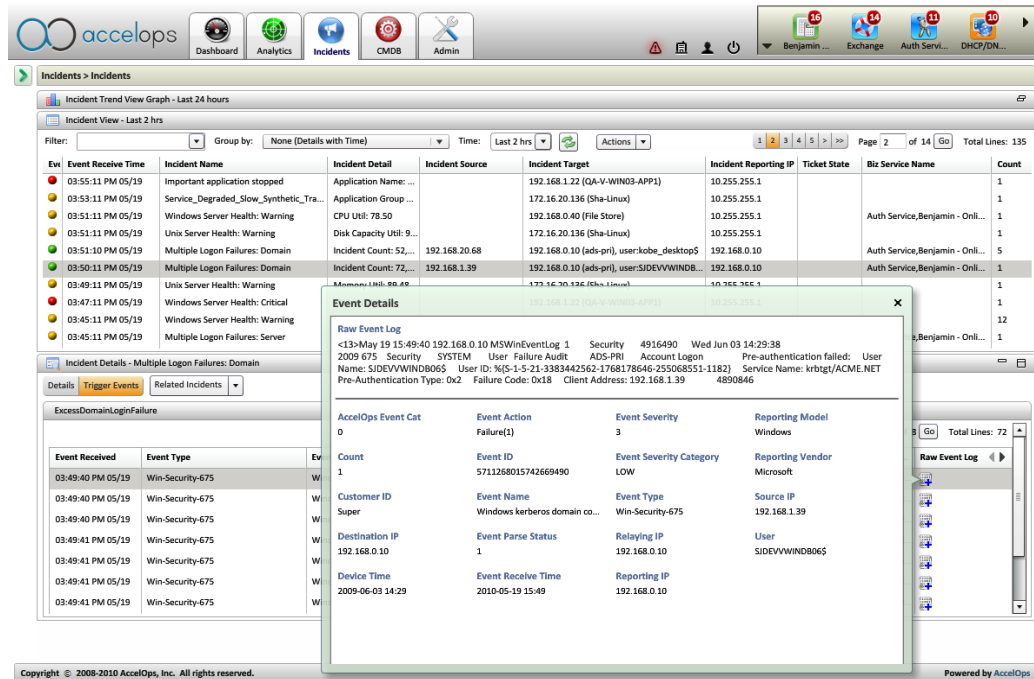 accelops
Dashboard
Analytics
Incidents
CMDB
Admin
16
Benjamin ...
14
Exchange
11
Auth Servi...
10
DHCP/DN...
Incidents > Incidents
Incident Trend View Graph - Last 24 hours
Incident View - Last 2 hrs
Filter: Group by: None (Details with Time) Time: Last 2 hrs Actions 1 2 3 4 5 > >> Page 2 of 14 Go Total Lines: 135
Event Receive Time Incident Name Incident Detail Incident Source Incident Target Incident Reporting IP Ticket State Biz Service Name Count
03:55:11 PM 05/19 Important application stopped Application Name: ... 192.168.1.22 (QA-V-WIN03-APP1) 10.255.255.1 1
03:53:11 PM 05/19 Service_Degraded_Slow_Synthetic_Tra... Application Group ... 172.16.20.136 (Sha-Linux) 10.255.255.1 1
03:51:11 PM 05/19 Windows Server Health: Warning CPU Util: 78.50 192.168.0.40 (File Store) 10.255.255.1 Auth Service,Benjamin - Onli... 1
03:51:11 PM 05/19 Unix Server Health: Warning Disk Capacity Util: 9... 172.16.20.136 (Sha-Linux) 10.255.255.1 1
03:51:10 PM 05/19 Multiple Logon Failures: Domain Incident Count: 52,... 192.168.20.68 192.168.0.10 (ads-pri), user:kobe_desktop$ 192.168.0.10 Auth Service,Benjamin - Onli... 5
03:50:11 PM 05/19 Multiple Logon Failures: Domain Incident Count: 72,... 192.168.1.39 192.168.0.10 (ads-pri), user:SJDEVVWINDB... 192.168.0.10 Auth Service,Benjamin - Onli... 1
03:49:11 PM 05/19 Unix Server Health: Warning Memory Util: 89.48 172.16.20.136 (Sha-Linux) 10.255.255.1 1
03:47:11 PM 05/19 Windows Server Health: Critical 192.168.1.22 (QA-V-WIN03-APP1) 10.255.255.1 1
03:45:11 PM 05/19 Windows Server Health: Warning 12
03:45:11 PM 05/19 Multiple Logon Failures: Server e,Benjamin - Onli... 1
Incident Details - Multiple Logon Failures: Domain
Details Trigger Events Related Incidents
ExcessDomainLoginFailure
Go Total Lines: 72
Event Received Event Type Raw Event Log
03:49:40 PM 05/19 Win-Security-675
03:49:40 PM 05/19 Win-Security-675
03:49:40 PM 05/19 Win-Security-675
03:49:41 PM 05/19 Win-Security-675
03:49:41 PM 05/19 Win-Security-675
03:49:41 PM 05/19 Win-Security-675
03:49:41 PM 05/19 Win-Security-675
Event Details
Raw Event Log
<13>May 19 15:49:40 192.168.0.10 MSWinEventLog 1 Security 4916490 Wed Jun 03 14:29:38
2009 675 Security SYSTEM User Failure Audit ADS-PRI Account Logon Pre-authentication failed: User
Name: SJDEVVWINDB06$ User ID: %{S-1-5-21-3383442562-1768178646-255068551-1182} Service Name: krbtgt/ACME.NET
Pre-Authentication Type: 0x2 Failure Code: 0x18 Client Address: 192.168.1.39 4890846
AccelOps Event Cat Event Action Event Severity Reporting Model
0 Failure(1) 3 Windows
Count Event ID Event Severity Category Reporting Vendor
1 5711268015742669490 LOW Microsoft
Customer ID Event Name Event Type Source IP
Super Windows kerberos domain co... Win-Security-675 192.168.1.39
Destination IP Event Parse Status Relaying IP User
192.168.0.10 1 192.168.0.10 SJDEVVWINDB06$
Device Time Event Receive Time Reporting IP
2009-06-03 14:29 2010-05-19 15:49 192.168.0.10
Copyright © 2008-2010 AccelOps, Inc. All rights reserved.
Powered by AccelOps